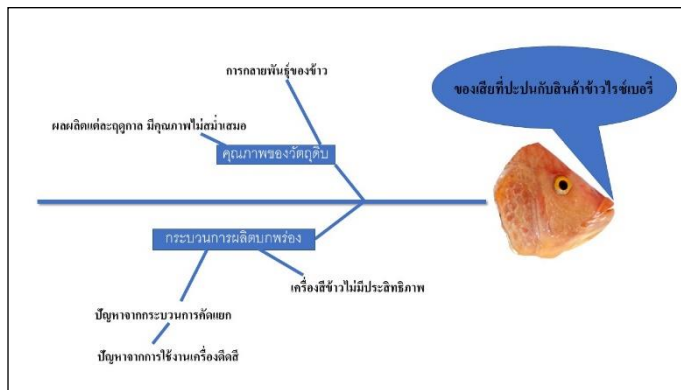 การกลายพันธุ์ของข้าว
ของเสียที่ปะปนกับสินค้าข้าวไรซ์เบอรี่
ผลผลิตแต่ละฤดูกาล มีคุณภาพไม่สม่ำเสมอ
คุณภาพของวัตถุดิบ
กระบวนการผลิตบกพร่อง
เครื่องสีข้าวไม่มีประสิทธิภาพ
ปัญหาจากกระบวนการคัดแยก
ปัญหาจากการใช้งานเครื่องดีดสี